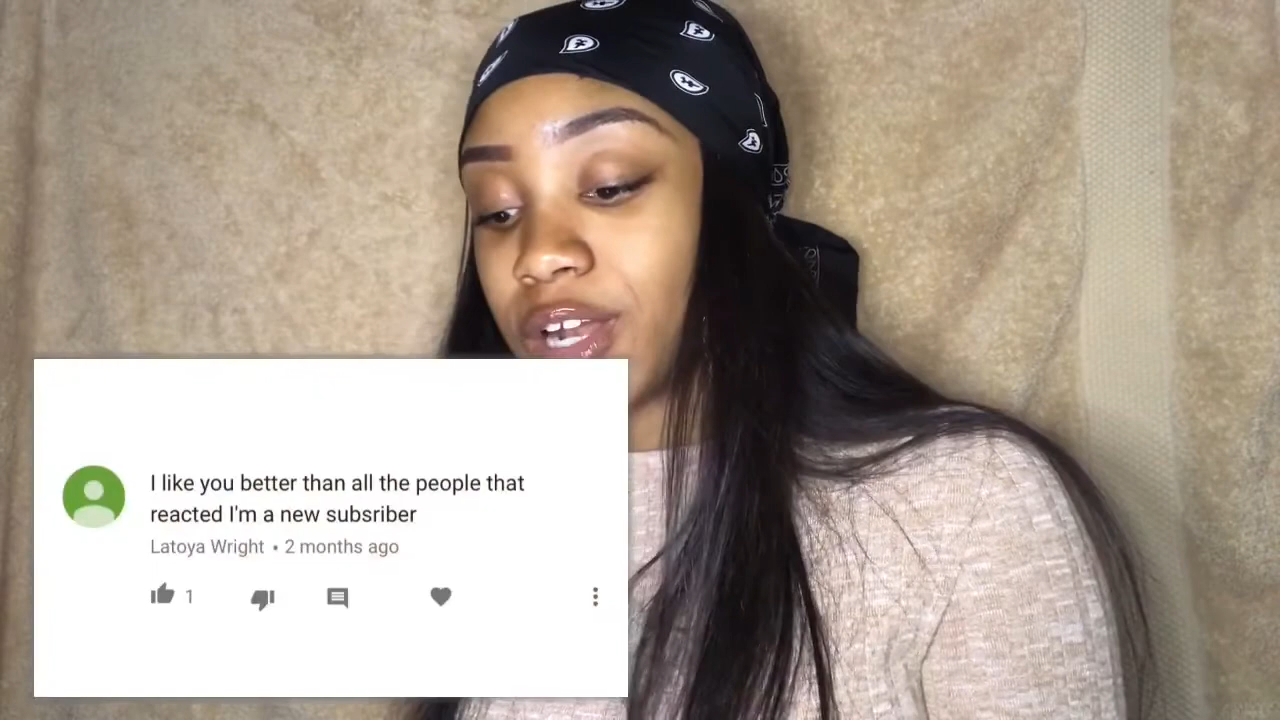 I like you better than all the people that
reacted I'm a new subsriber
Latoya Wright • 2 months ago
1